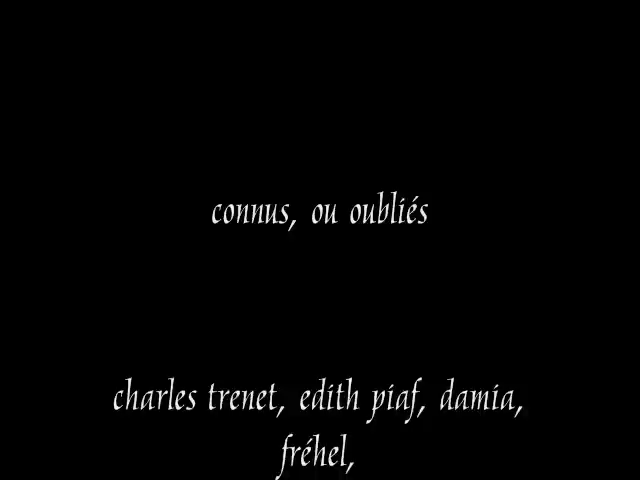 connus, ou oubliés
charles trenet, edith piaf, damia,
fréhel,